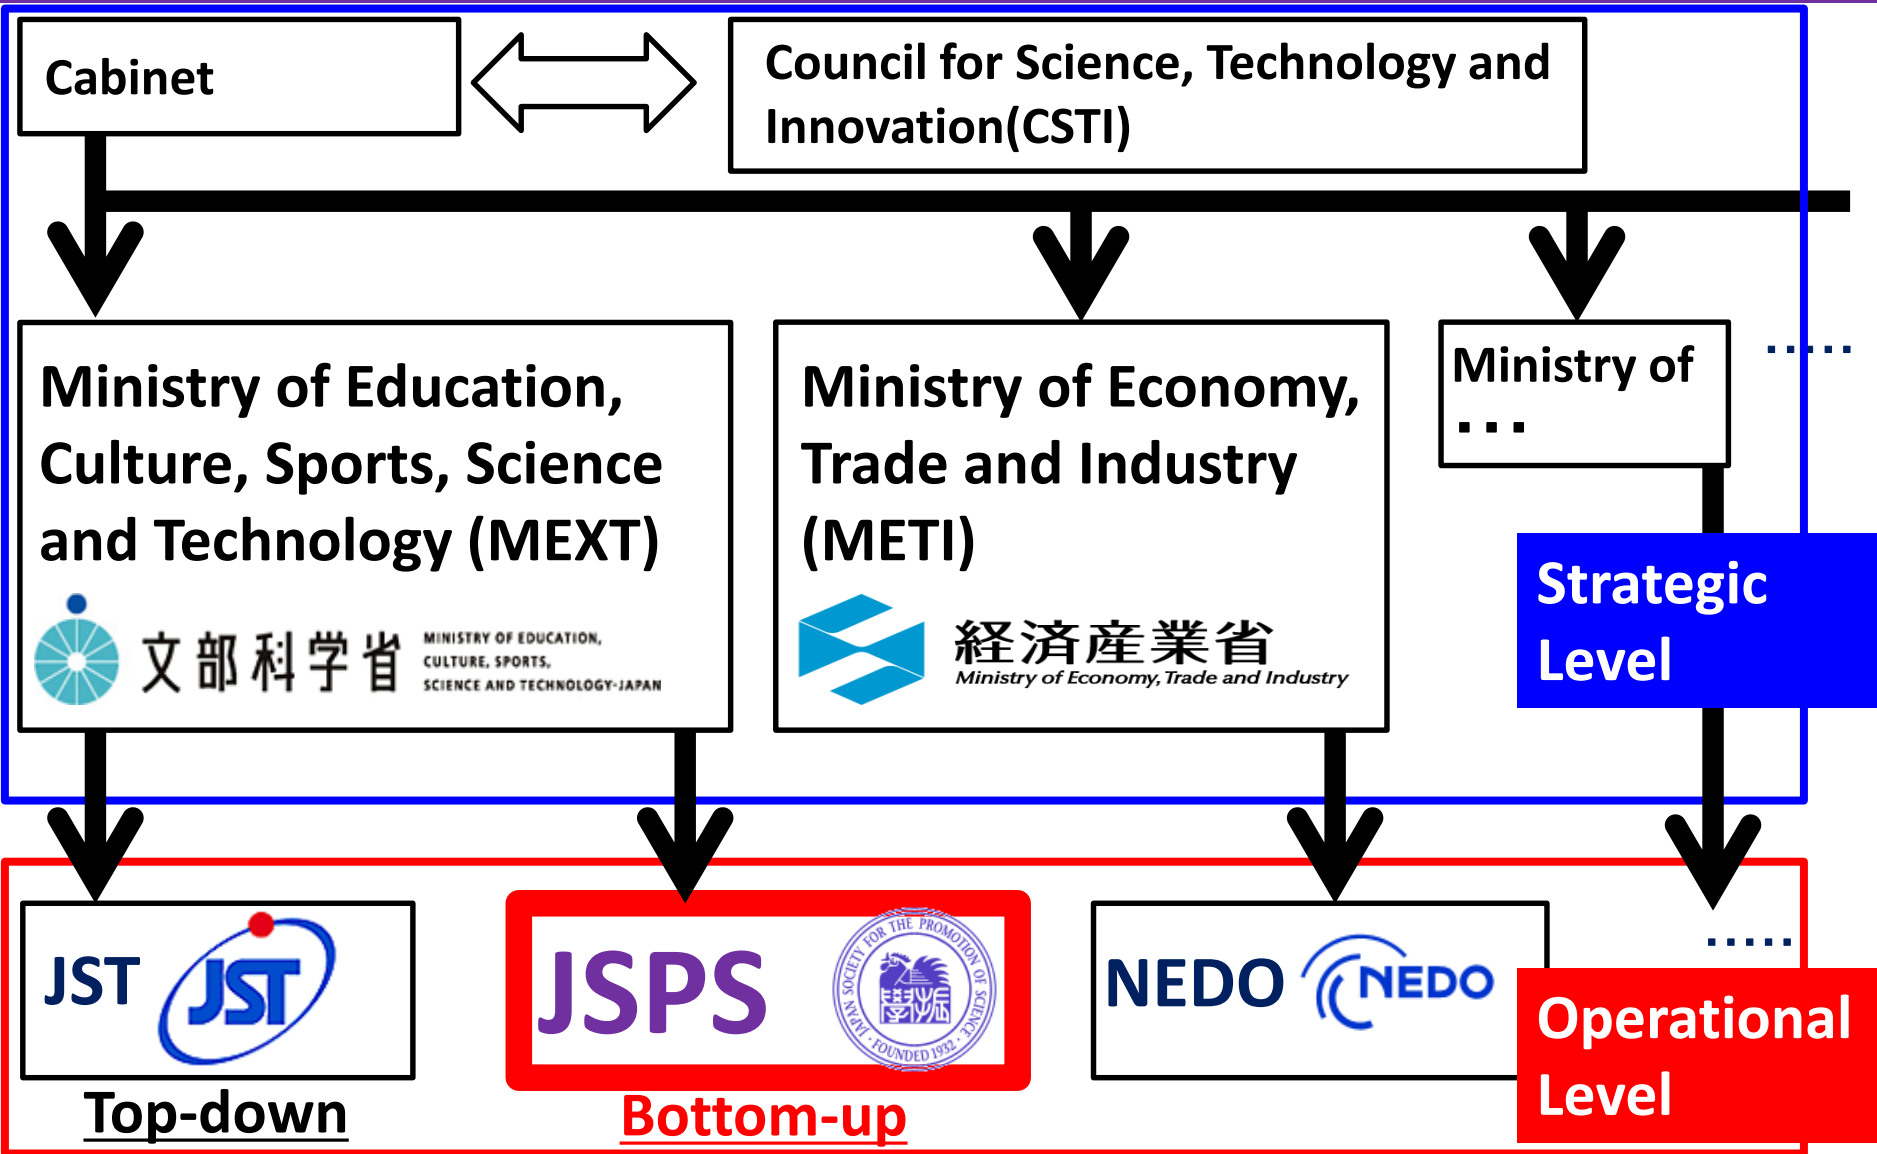 Cabinet
Council for Science, Technology and
Innovation(CSTI)
Ministry of Education,
Culture, Sports, Science
and Technology (MEXT)
文部科学省
MINISTRY OF EDUCATION,
CULTURE, SPORTS,
SCIENCE AND TECHNOLOGY-JAPAN
Ministry of Economy,
Trade and Industry
(METI)
経済産業省
Ministry of Economy, Trade and Industry
Ministry of
...
.....
Strategic
Level
JST
JST
JSPS
JAPAN SOCIETY FOR THE PROMOTION OF SCIENCE
· FOUNDED 1932 ·
學振
NEDO
NEDO
.....
Operational
Level
Top-down
Bottom-up